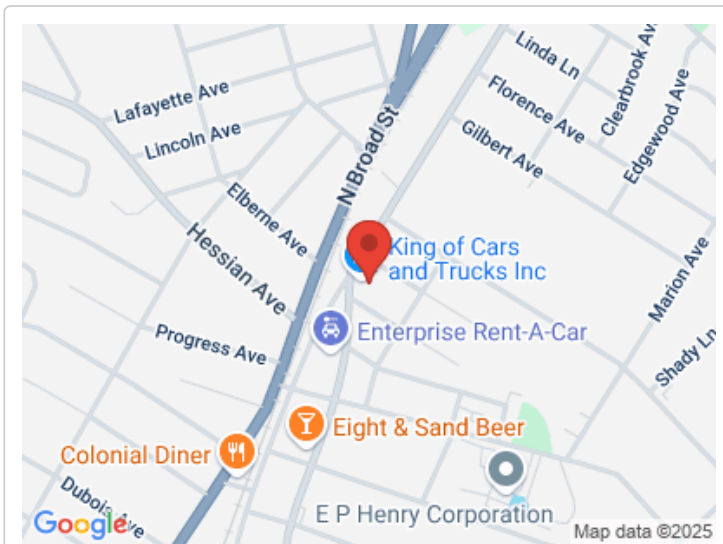 Linda Ln
Clearbrook Av
Edgewood Ave
Lafayette Ave
Florence Ave
Lincoln Ave
Gilbert Ave
N Broad St
Elberne Ave
Hessian Ave
King of Cars
and Trucks Inc
Marion Ave
Progress Ave
Enterprise Rent-A-Car
Shady Ln
Eight & Sand Beer
Colonial Diner
Dubois Ave
E P Henry Corporation
Google
Map data ©2025